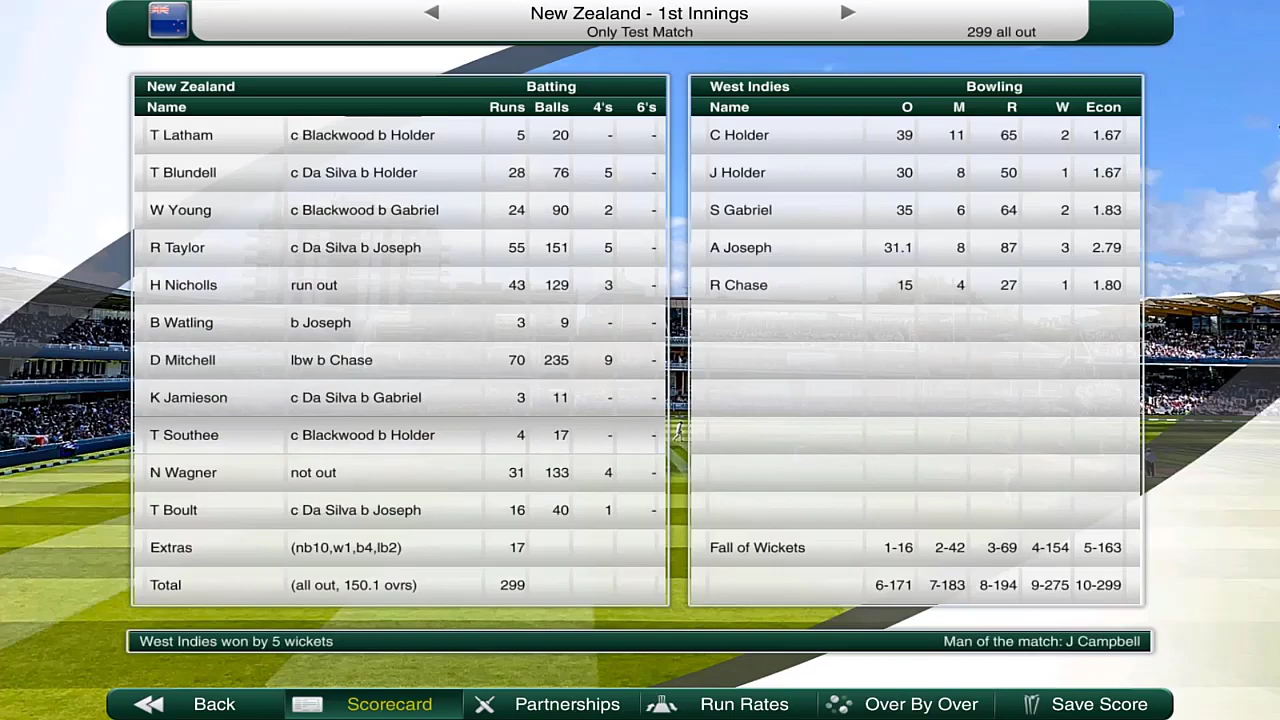 New Zealand - 1st Innings
Only Test Match 299 all out
New Zealand Batting
Name Runs Balls 4's 6's
T Latham c Blackwood b Holder 5 20 - -
T Blundell c Da Silva b Holder 28 76 5 -
W Young c Blackwood b Gabriel 24 90 2 -
R Taylor c Da Silva b Joseph 55 151 5 -
H Nicholls run out 43 129 3 -
B Watling b Joseph 3 9 - -
D Mitchell lbw b Chase 70 235 9 -
K Jamieson c Da Silva b Gabriel 3 11 - -
T Southee c Blackwood b Holder 4 17 - -
N Wagner not out 31 133 4 -
T Boult c Da Silva b Joseph 16 40 1 -
Extras (nb10,w1,b4,lb2) 17
Total (all out, 150.1 ovrs) 299
West Indies Bowling
Name O M R W Econ
C Holder 39 11 65 2 1.67
J Holder 30 8 50 1 1.67
S Gabriel 35 6 64 2 1.83
A Joseph 31.1 8 87 3 2.79
R Chase 15 4 27 1 1.80
Fall of Wickets 1-16 2-42 3-69 4-154 5-163
6-171 7-183 8-194 9-275 10-299
West Indies won by 5 wickets Man of the match: J Campbell
Back Scorecard Partnerships Run Rates Over By Over Save Score